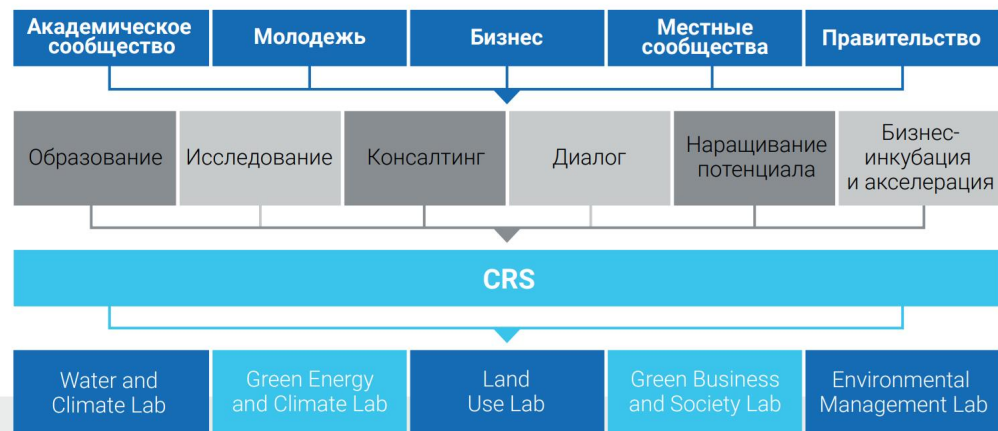 Академическое
сообщество
Молодежь
Бизнес
Местные
сообщества
Правительство
Образование
Исследование
Консалтинг
Диалог
Наращивание
потенциала
Бизнес-
инкубация
и акселерация
CRS
Water and
Climate Lab
Green Energy
and Climate Lab
Land
Use Lab
Green Business
and Society Lab
Environmental
Management Lab